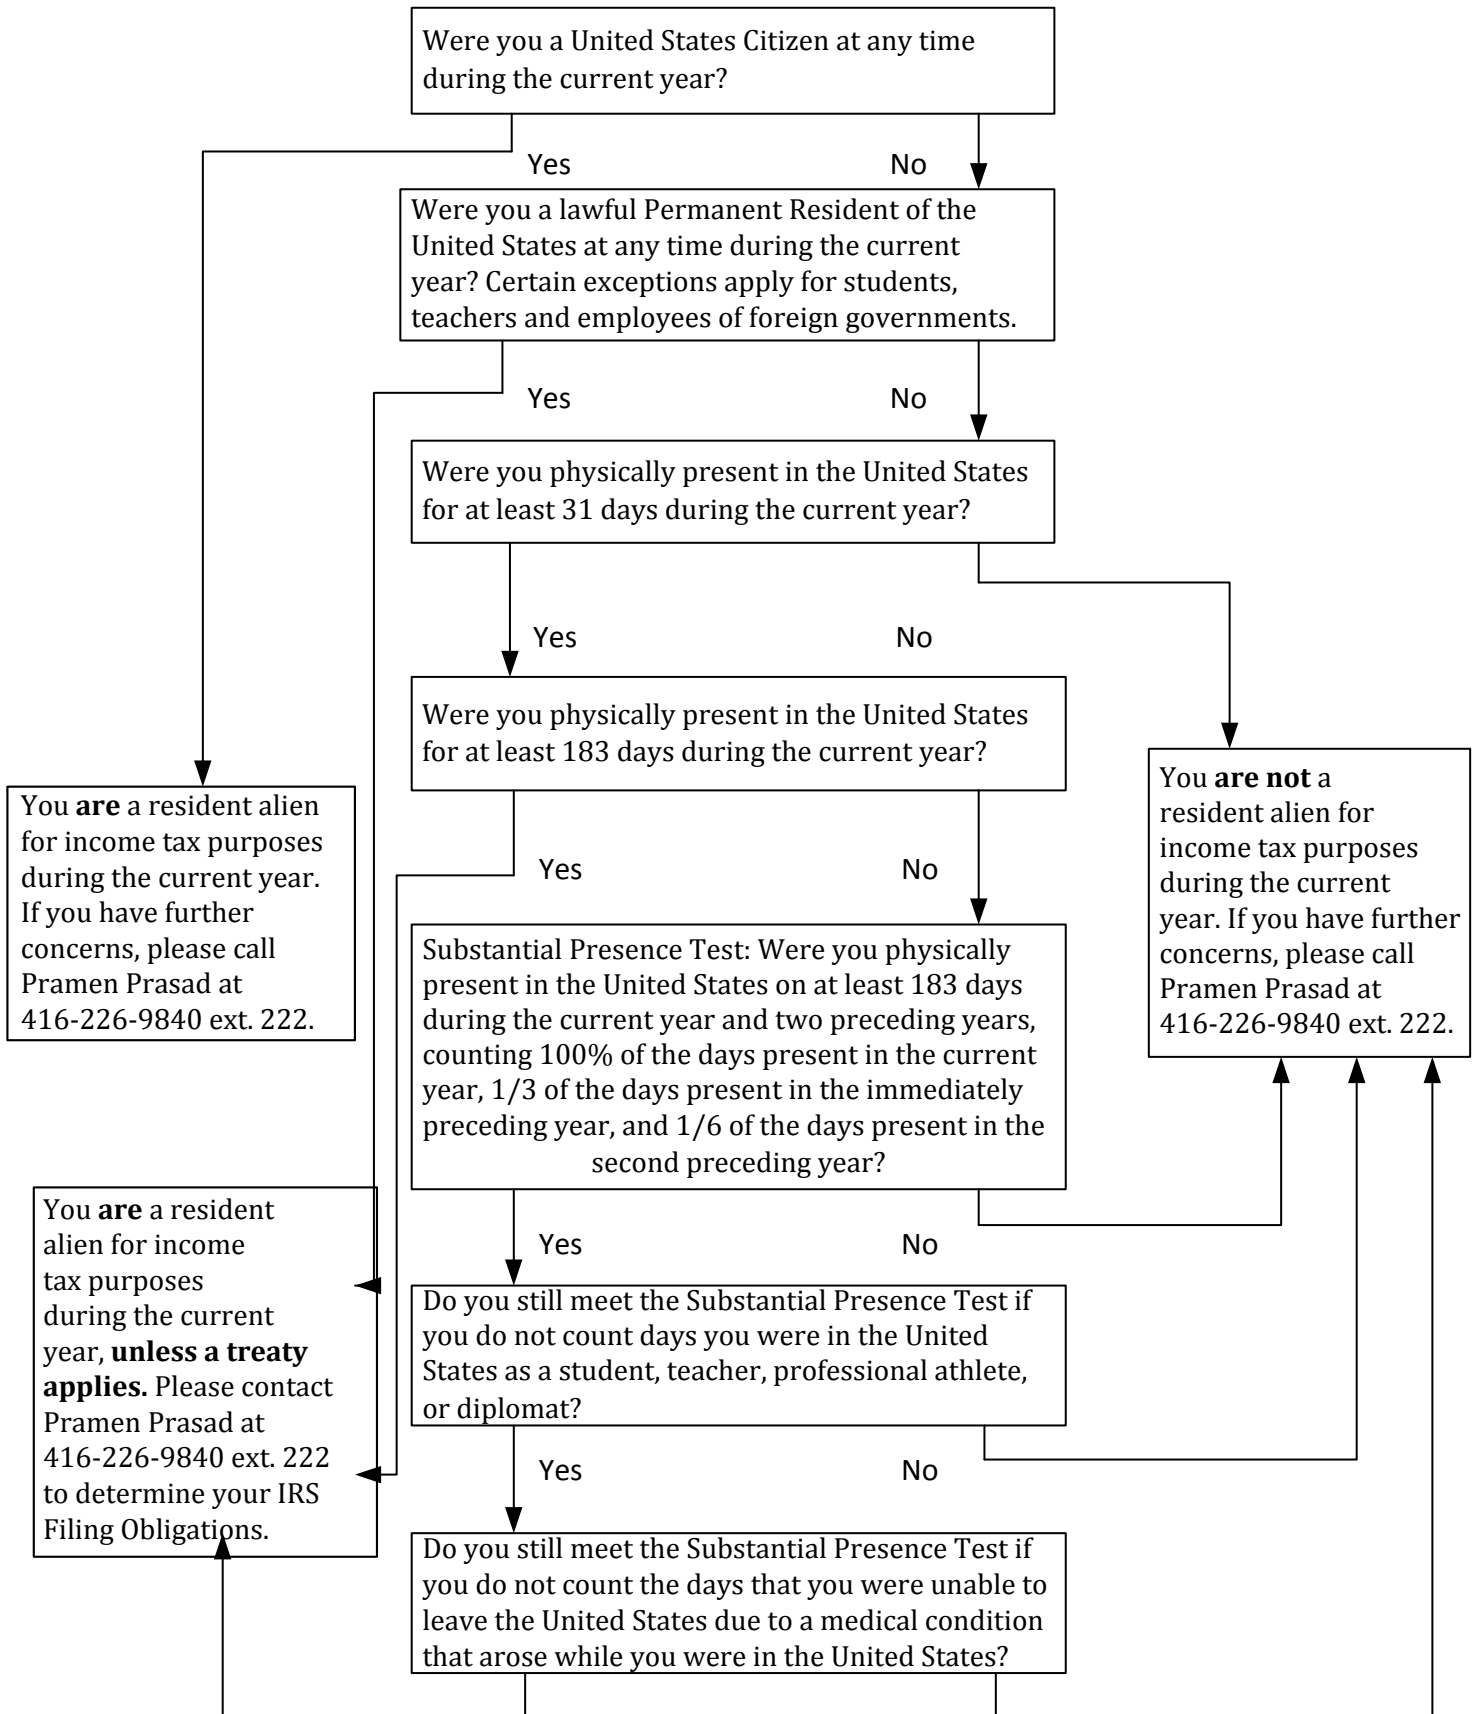 Were you a United States Citizen at any time
during the current year?
Yes
No
Were you a lawful Permanent Resident of the
United States at any time during the current
year? Certain exceptions apply for students,
teachers and employees of foreign governments.
Yes
No
Were you physically present in the United States
for at least 31 days during the current year?
Yes
No
Were you physically present in the United States
for at least 183 days during the current year?
You are a resident alien
for income tax purposes
during the current year.
If you have further
concerns, please call
Pramen Prasad at
416-226-9840 ext. 222.
You are not a
resident alien for
income tax purposes
during the current
year. If you have further
concerns, please call
Pramen Prasad at
416-226-9840 ext. 222.
Yes
No
Substantial Presence Test: Were you physically
present in the United States on at least 183 days
during the current year and two preceding years,
counting 100% of the days present in the current
year, 1/3 of the days present in the immediately
preceding year, and 1/6 of the days present in the
second preceding year?
You are a resident
alien for income
tax purposes
during the current
year, unless a treaty
applies. Please contact
Pramen Prasad at
416-226-9840 ext. 222
to determine your IRS
Filing Obligations.
Yes
No
Do you still meet the Substantial Presence Test if
you do not count days you were in the United
States as a student, teacher, professional athlete,
or diplomat?
Yes
No
Do you still meet the Substantial Presence Test if
you do not count the days that you were unable to
leave the United States due to a medical condition
that arose while you were in the United States?